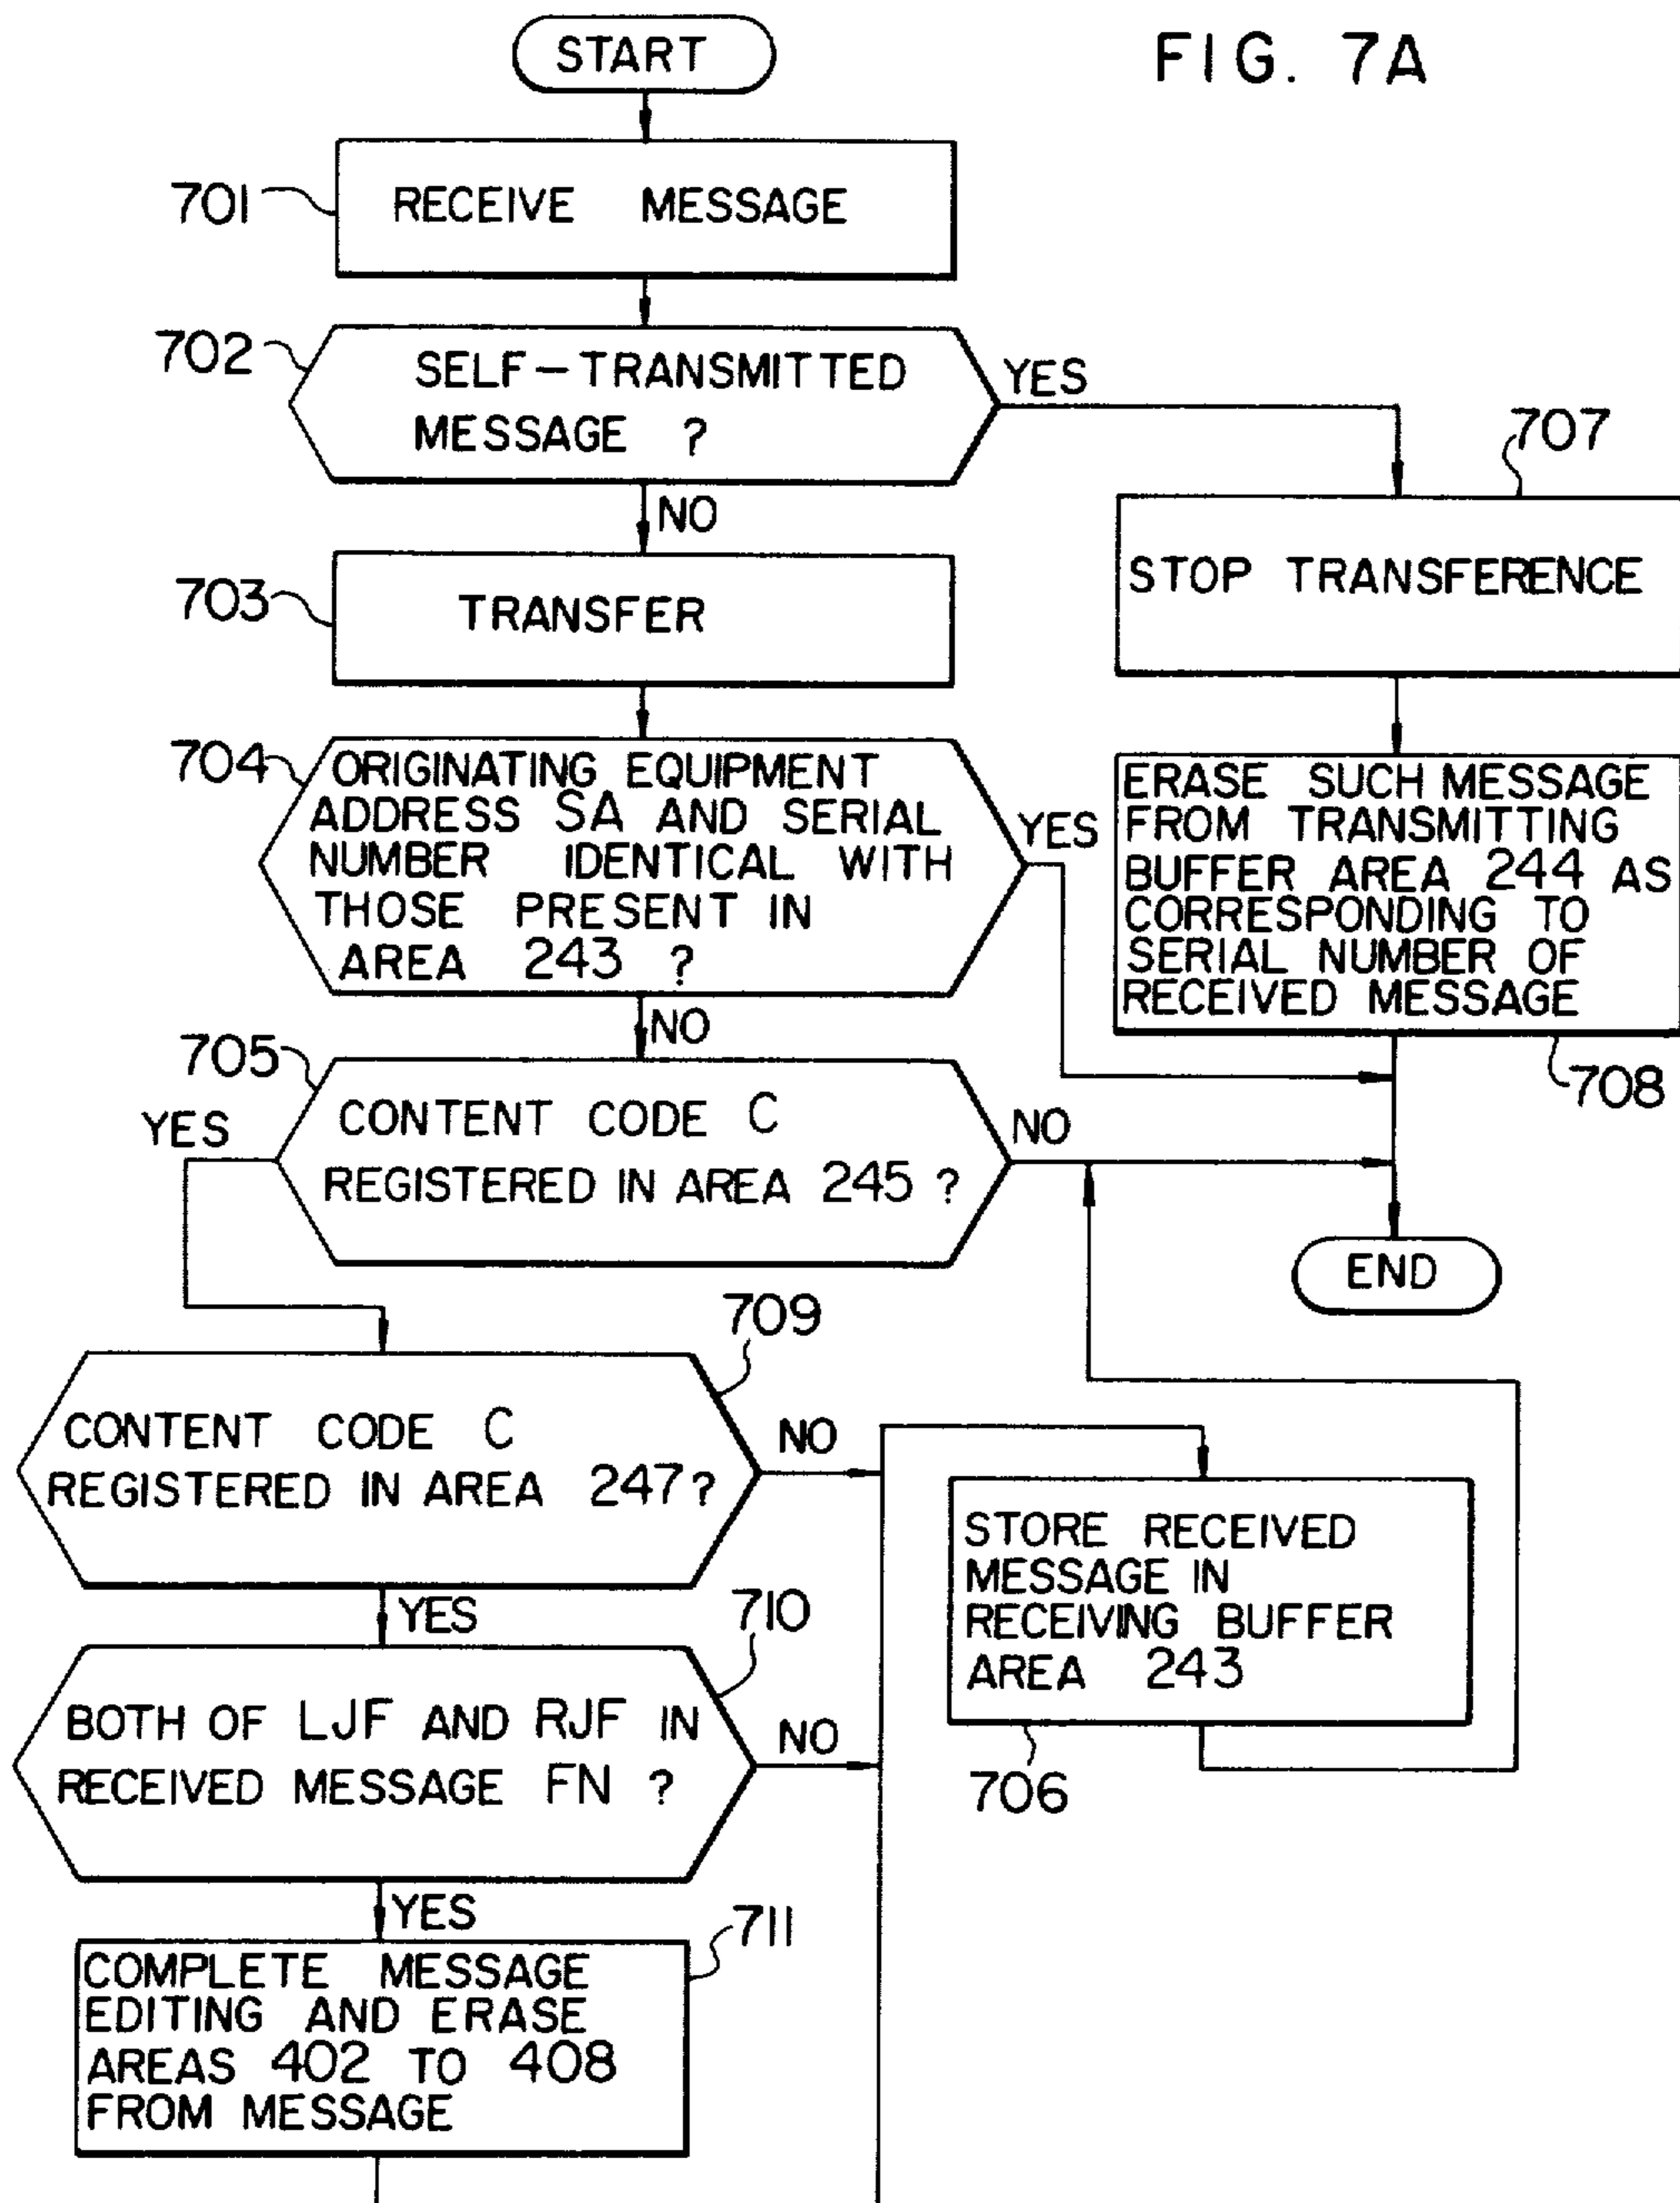 FIG. 7A
START
701
RECEIVE MESSAGE
702
SELF-TRANSMITTED
MESSAGE ?
YES
NO
707
STOP TRANSFERENCE
703
TRANSFER
704
ORIGINATING EQUIPMENT
ADDRESS SA AND SERIAL
NUMBER IDENTICAL WITH
THOSE PRESENT IN
AREA 243 ?
YES
NO
ERASE SUCH MESSAGE
FROM TRANSMITTING
BUFFER AREA 244 AS
CORRESPONDING TO
SERIAL NUMBER OF
RECEIVED MESSAGE
708
705
YES
CONTENT CODE C
REGISTERED IN AREA 245 ?
NO
END
709
CONTENT CODE C
REGISTERED IN AREA 247?
NO
YES
STORE RECEIVED
MESSAGE IN
RECEIVING BUFFER
AREA 243
706
710
BOTH OF LJF AND RJF IN
RECEIVED MESSAGE FN ?
NO
YES
711
COMPLETE MESSAGE
EDITING AND ERASE
AREAS 402 TO 408
FROM MESSAGE